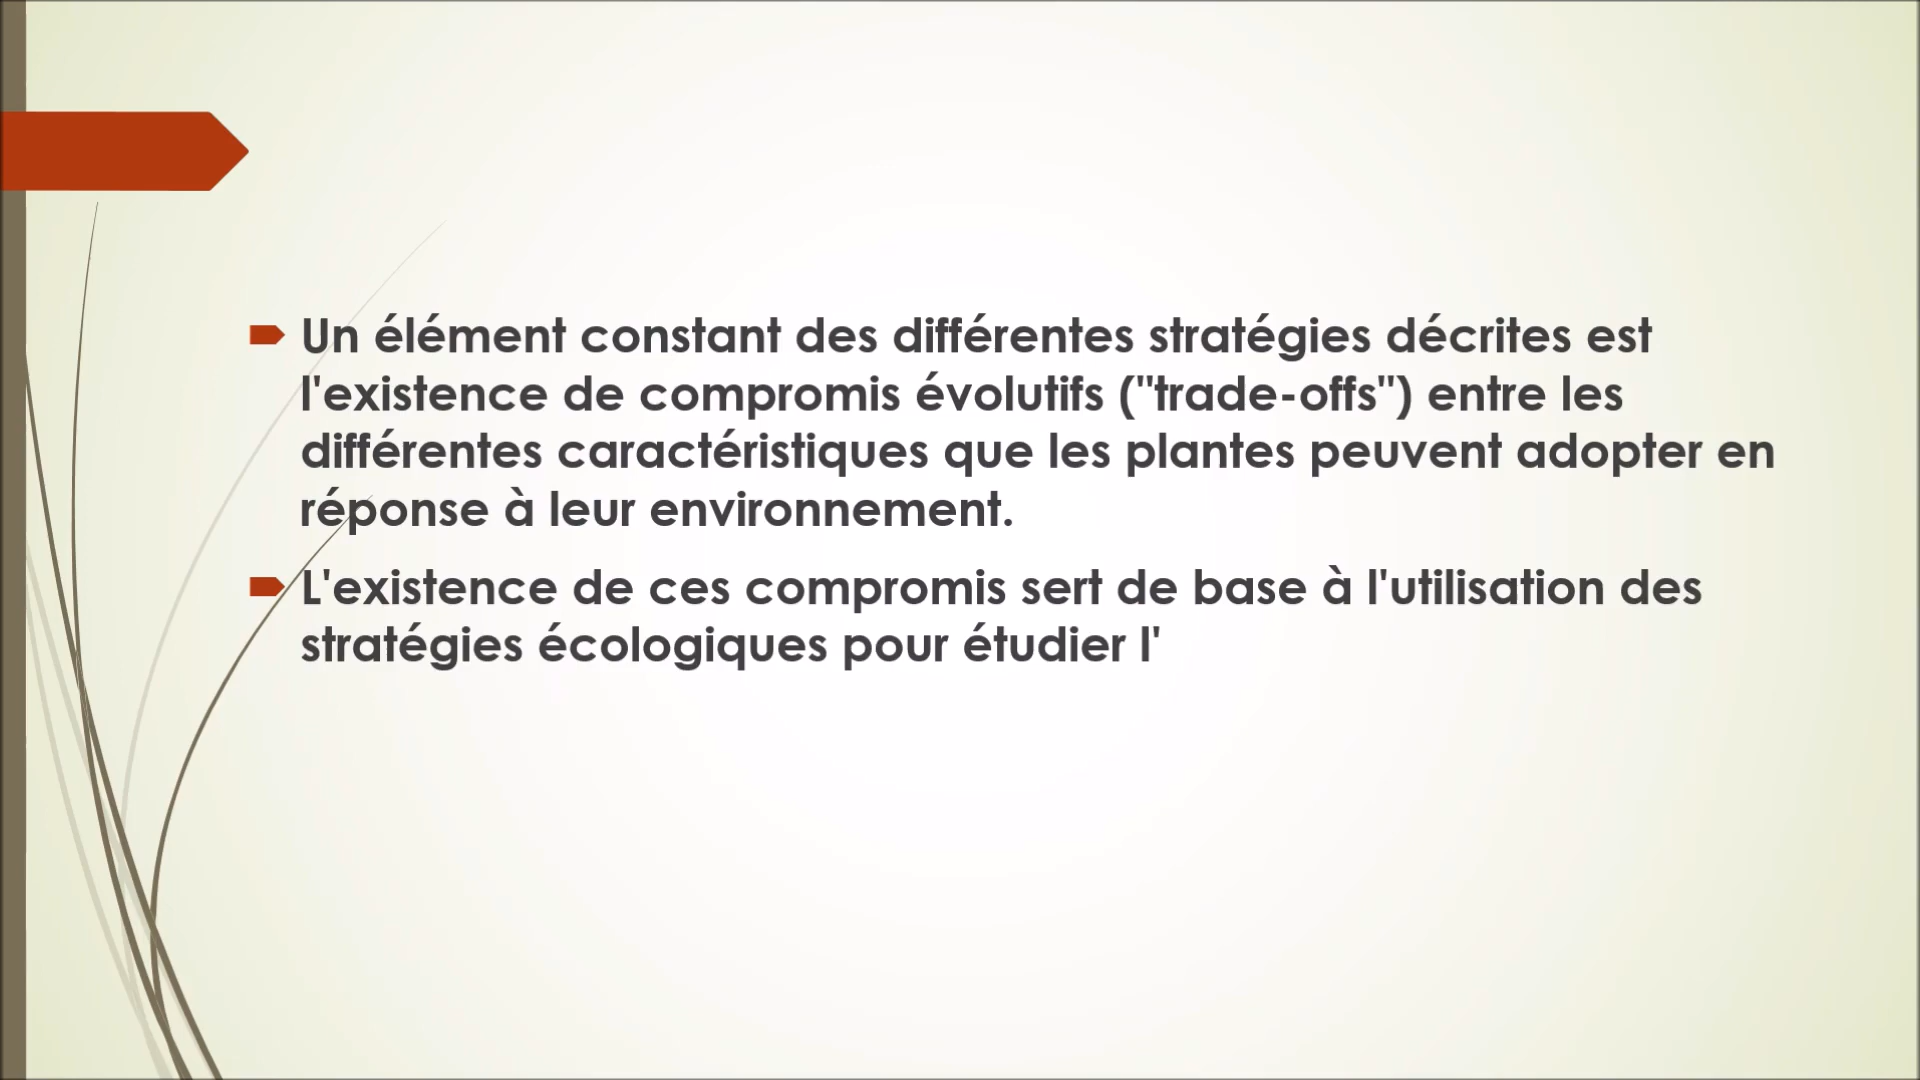 Un élément constant des différentes stratégies décrites est
l'existence de compromis évolutifs ("trade-offs") entre les
différentes caractéristiques que les plantes peuvent adopter en
réponse à leur environnement.
L'existence de ces compromis sert de base à l'utilisation des
stratégies écologiques pour étudier l'